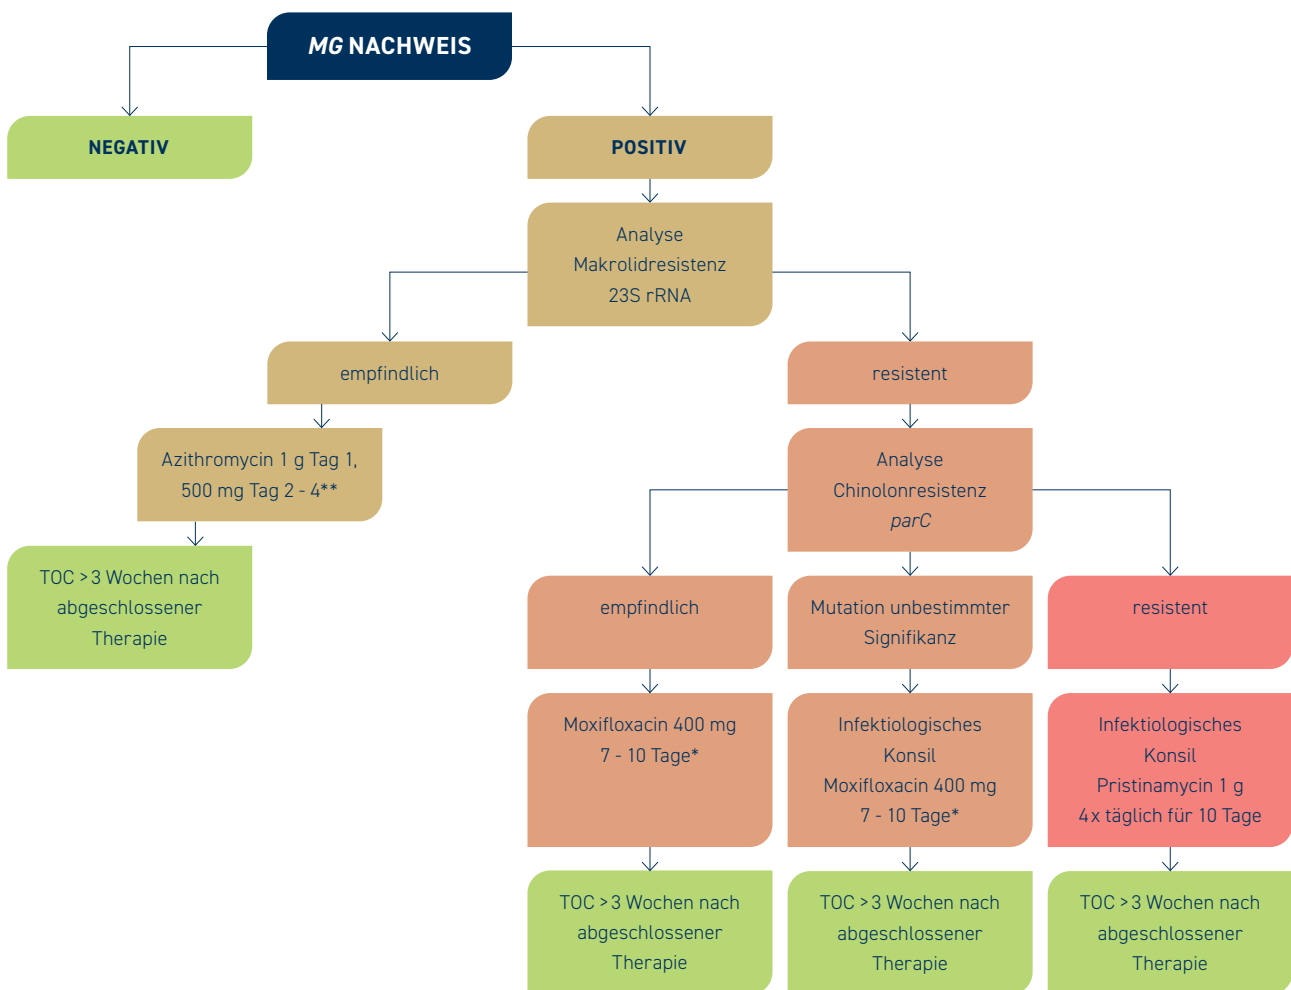 MG NACHWEIS
NEGATIV
POSITIV
Analyse
Makrolidresistenz
23S rRNA
empfindlich
resistent
Azithromycin 1 g Tag 1,
500 mg Tag 2 - 4**
Analyse
Chinolonresistenz
parC
TOC > 3 Wochen nach
abgeschlossener
Therapie
empfindlich
Mutation unbestimmter
Signifikanz
resistent
Moxifloxacin 400 mg
7 - 10 Tage*
Infektiologisches
Konsil
Moxifloxacin 400 mg
7 - 10 Tage*
Infektiologisches
Konsil
Pristinamycin 1 g
4 x täglich für 10 Tage
TOC > 3 Wochen nach
abgeschlossener
Therapie
TOC > 3 Wochen nach
abgeschlossener
Therapie
TOC > 3 Wochen nach
abgeschlossener
Therapie